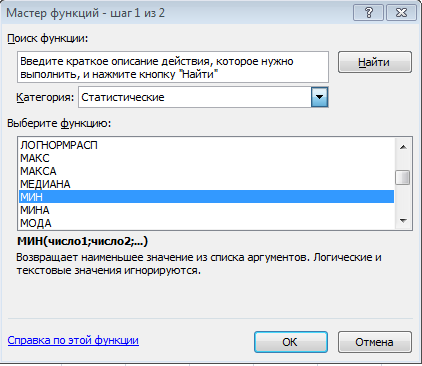 Мастер функций - шаг 1 из 2
Поиск функции:
Введите краткое описание действия, которое нужно
выполнить, и нажмите кнопку "Найти"
Найти
Категория: Статистические
Выберите функцию:
ЛОГНОРМРАСП
МАКС
МАКСА
МЕДИАНА
МИН
МИНА
МОДА
МИН(число1;число2;...)
Возвращает наименьшее значение из списка аргументов. Логические и
текстовые значения игнорируются.
Справка по этой функции
ОК
Отмена